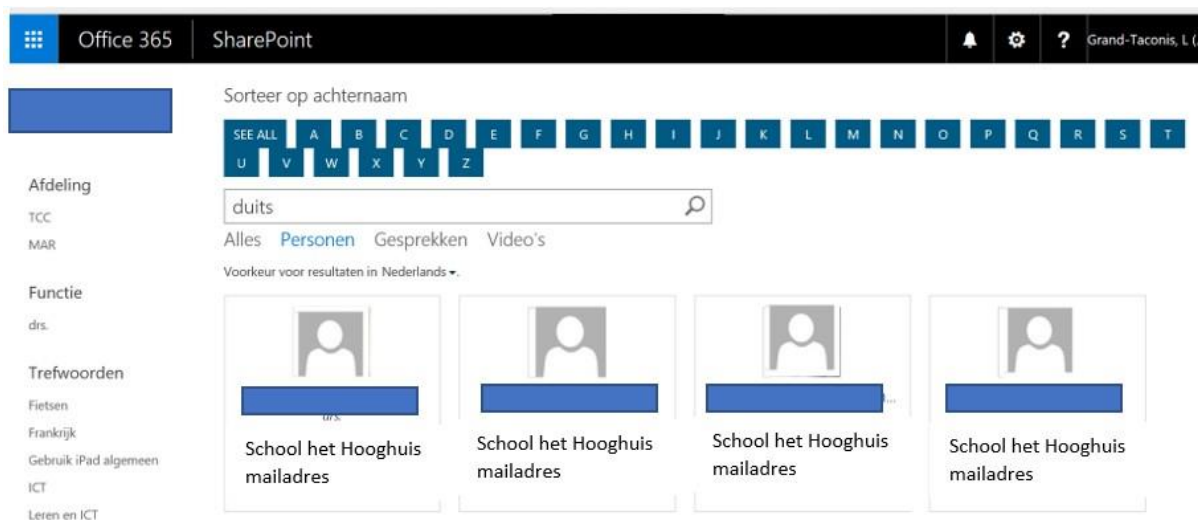 Office 365 SharePoint ? Grand-Taconis, L (
Sorteer op achternaam
SEE ALL A B C D E F G H I J K L M N O P Q R S T
U V W X Y Z
duits
Alles Personen Gesprekken Video's
Voorkeur voor resultaten in Nederlands ▾.
Afdeling
TCC
MAR
Functie
drs.
Trefwoorden
Fietsen
Frankrijk
Gebruik iPad algemeen
ICT
Leren en ICT
drs.
School het Hooghuis
mailadres
School het Hooghuis
mailadres
School het Hooghuis
mailadres
School het Hooghuis
mailadres